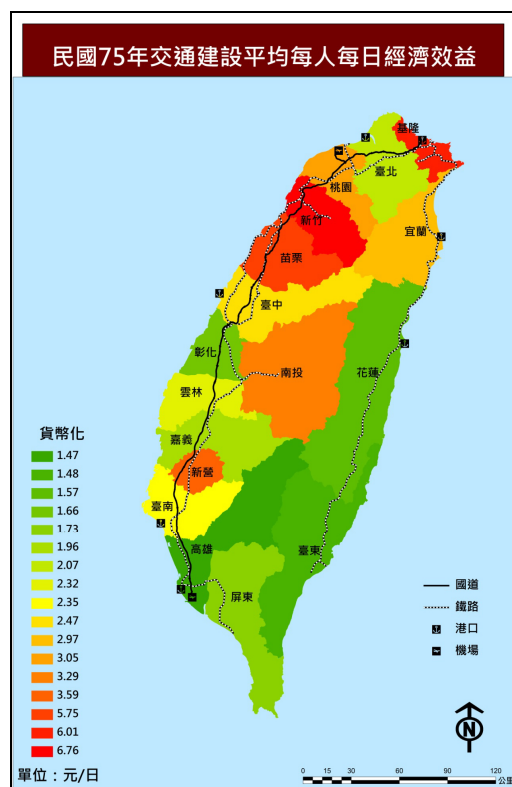 民國75年交通建設平均每人每日經濟效益
基隆
臺北
桃園
新竹
宜蘭
苗栗
臺中
彰化
南投
花蓮
雲林
嘉義
新營
臺南
高雄
臺東
屏東
貨幣化
1.47
1.48
1.57
1.66
1.73
1.96
2.07
2.32
2.35
2.47
2.97
3.05
3.29
3.59
5.75
6.01
6.76
單位：元/日
國道
鐵路
港口
機場
N
0 15 30 60 90 120
公里